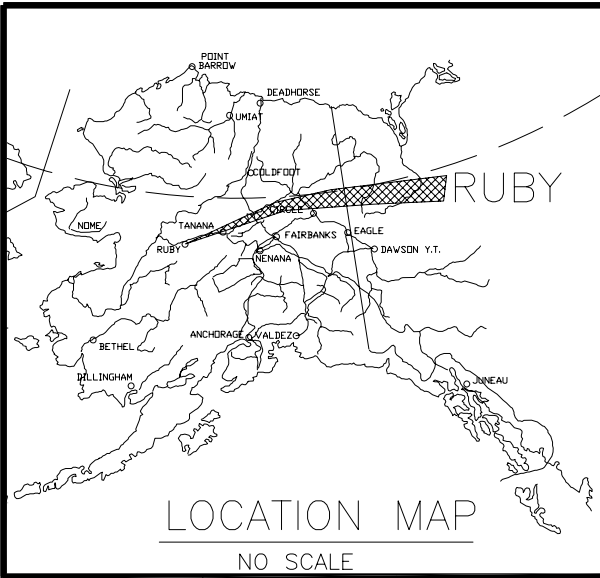 POINT
BARROW
DEADHORSE
UMIAT
COLDFOOT
RUBY
CIRCLE
NOME
TANANA
FAIRBANKS
EAGLE
RUBY
DAWSON Y.T.
NENANA
ANCHORAGE
VALDEZ
BETHEL
DILLINGHAM
JUNEAU
LOCATION MAP
NO SCALE